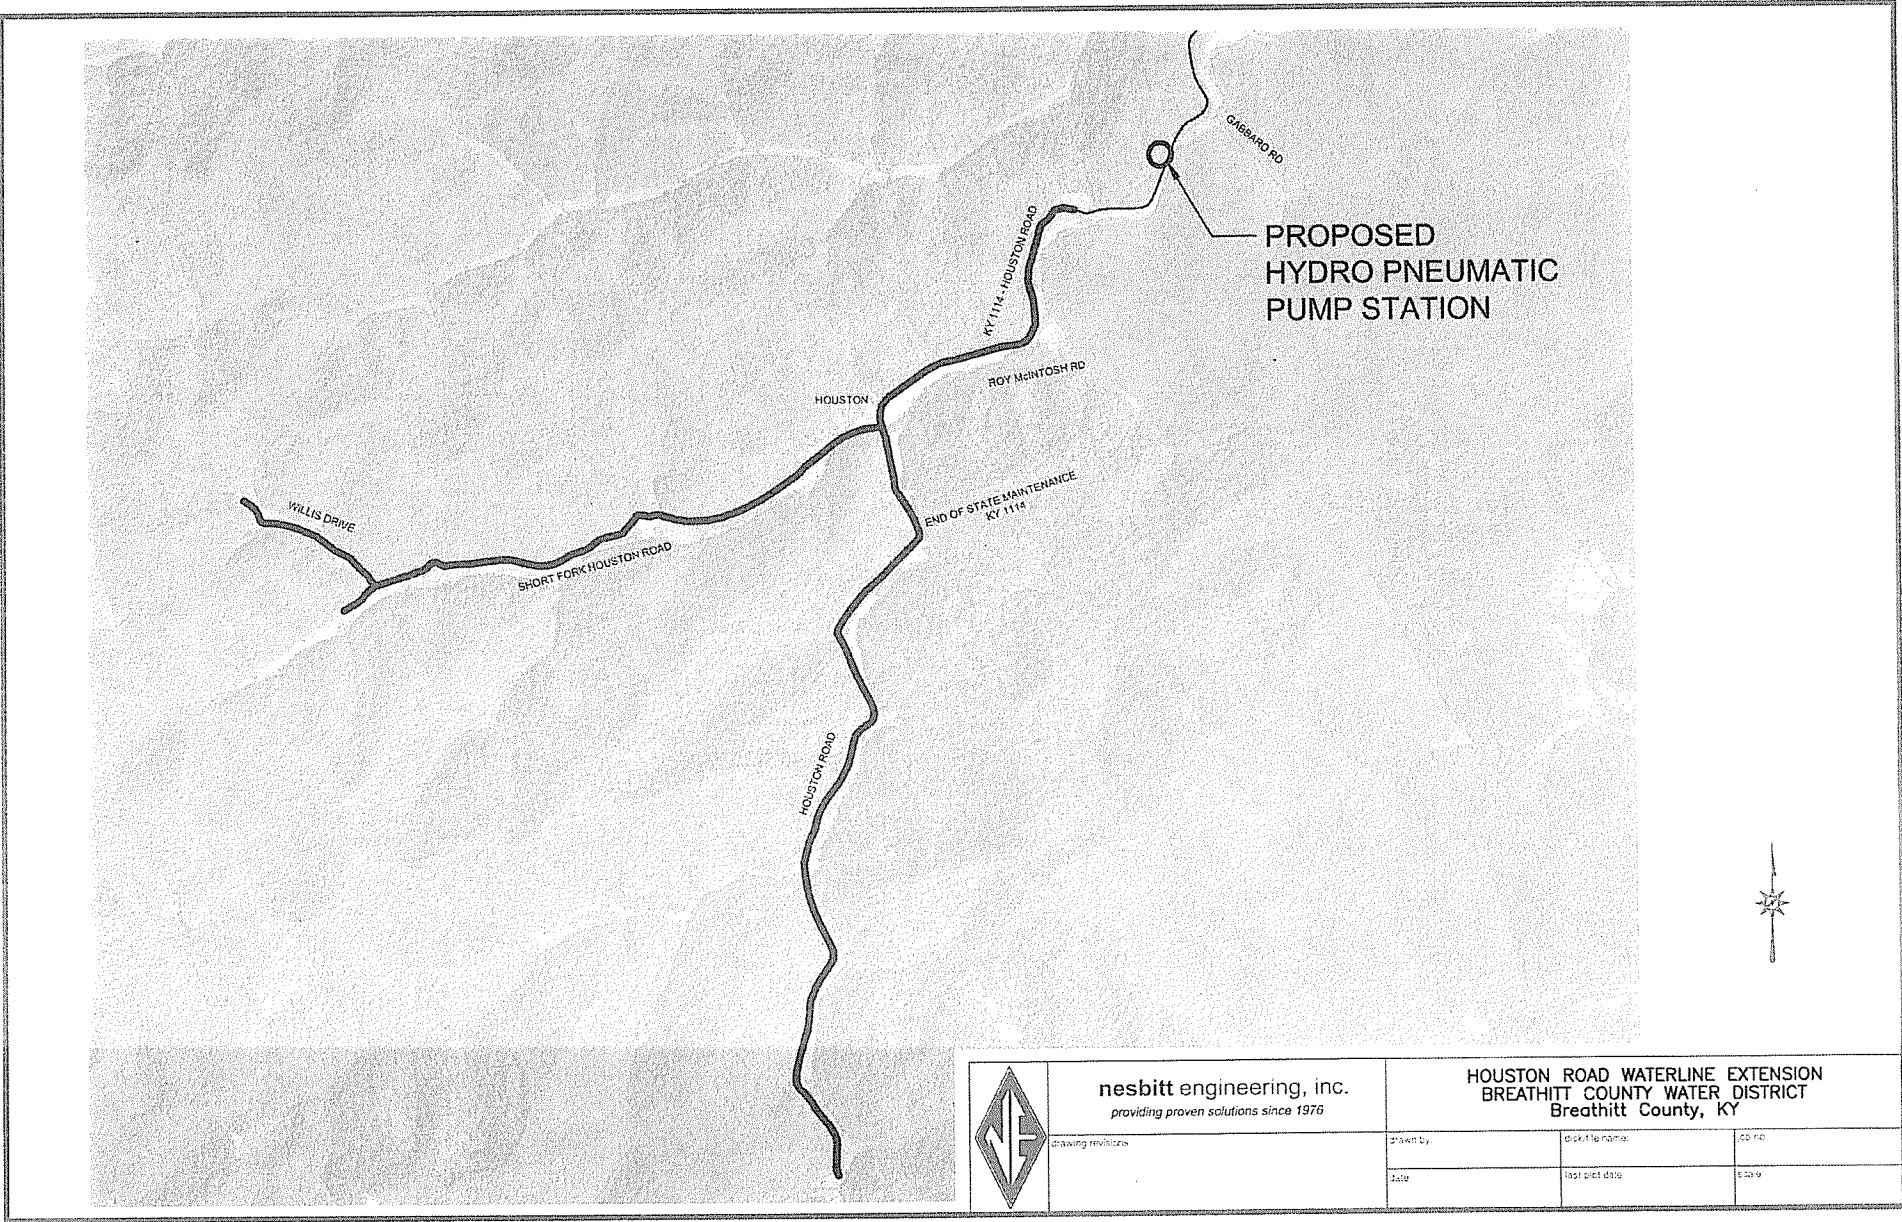 GABBARD RD
PROPOSED
HYDRO PNEUMATIC
PUMP STATION
KY 1114 - HOUSTON ROAD
ROY McINTOSH RD
HOUSTON
END OF STATE MAINTENANCE
KY 1114
WILLIS DRIVE
SHORT FORK HOUSTON ROAD
HOUSTON ROAD
N
NE
nesbitt engineering, inc.
providing proven solutions since 1976
drawing revisions
HOUSTON ROAD WATERLINE EXTENSION
BREATHITT COUNTY WATER DISTRICT
Breathitt County, KY
drawn by:
disk/file name:
job no.
date
last plot date
scale